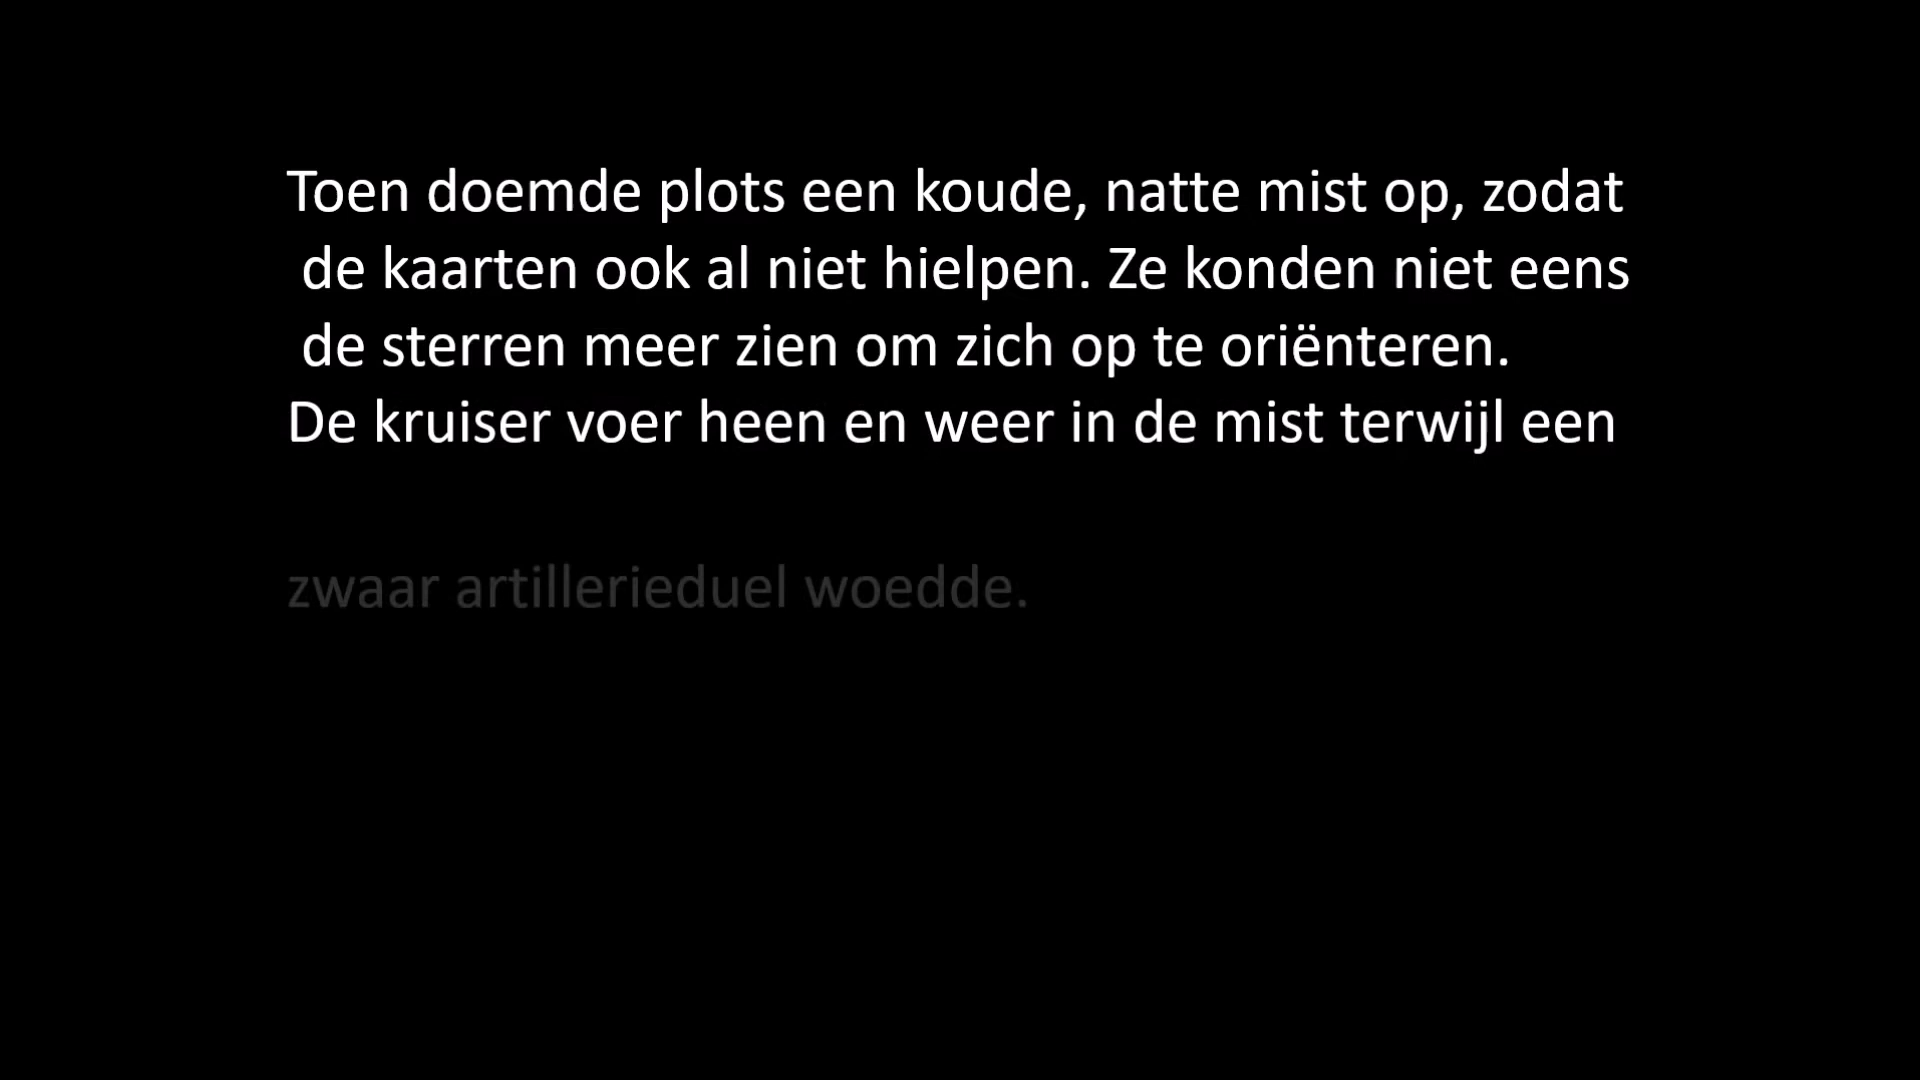 Toen doemde plots een koude, natte mist op, zodat
de kaarten ook al niet hielpen. Ze konden niet eens
de sterren meer zien om zich op te oriënteren.
De kruiser voer heen en weer in de mist terwijl een
zwaar artillerieduel woedde.